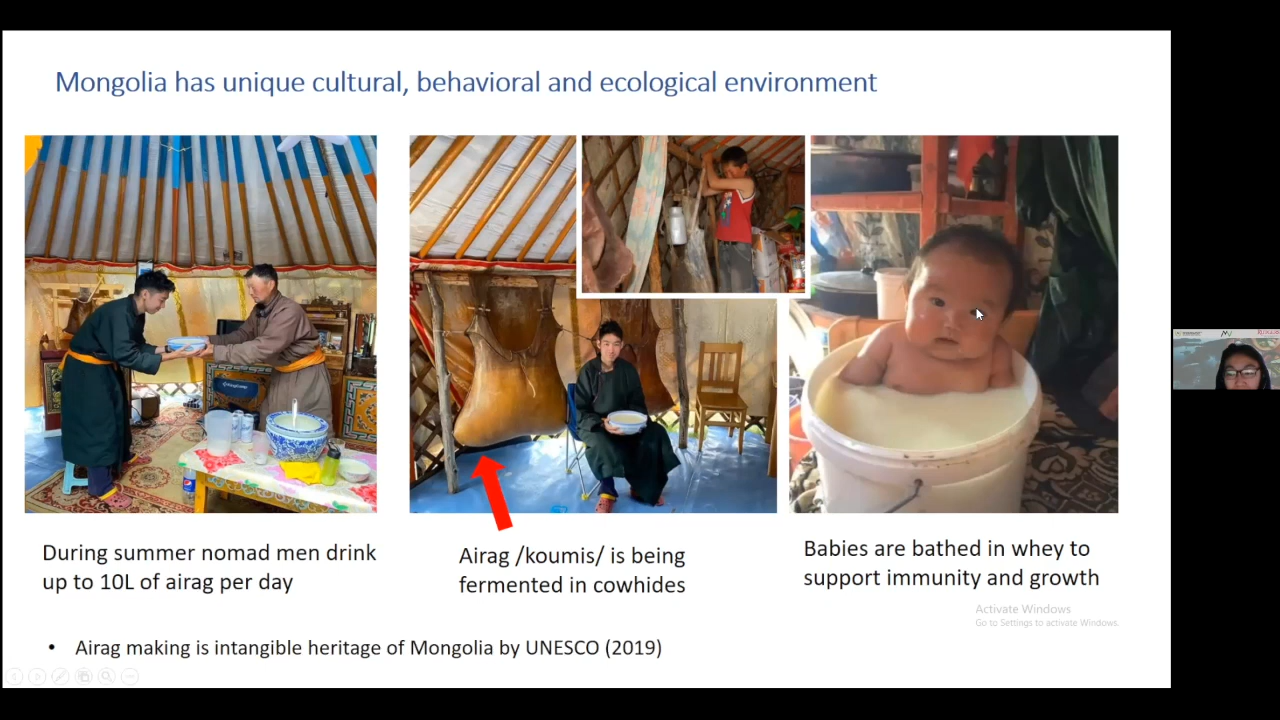 Mongolia has unique cultural, behavioral and ecological environment
During summer nomad men drink
up to 10L of airag per day
Airag /koumis/ is being
fermented in cowhides
Babies are bathed in whey to
support immunity and growth
Activate Windows
Go to Settings to activate Windows.
• Airag making is intangible heritage of Mongolia by UNESCO (2019)